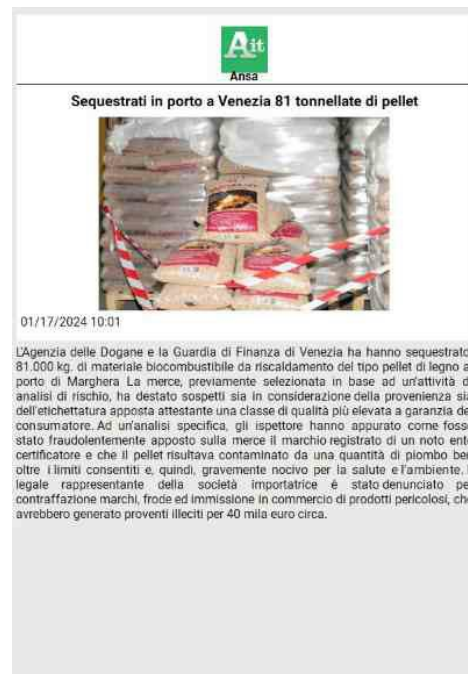 Ait
Ansa
Sequestrati in porto a Venezia 81 tonnellate di pellet
01/17/2024 10:01
L'Agenzia delle Dogane e la Guardia di Finanza di Venezia ha hanno sequestrato
81.000 kg. di materiale biocombustibile da riscaldamento del tipo pellet di legno a
porto di Marghera La merce, previamente selezionata in base ad un'attività d
analisi di rischio, ha destato sospetti sia in considerazione della provenienza sia
dell'etichettatura apposta attestante una classe di qualità più elevata a garanzia de
consumatore. Ad un'analisi specifica, gli ispettore hanno appurato come foss
stato fraudolentemente apposto sulla merce il marchio registrato di un noto ente
certificatore e che il pellet risultava contaminato da una quantità di piombo ben
oltre i limiti consentiti e, quindi, gravemente nocivo per la salute e l'ambiente.
legale rappresentante della società importatrice é stato denunciato pe
contraffazione marchi, frode ed immissione in commercio di prodotti pericolosi, che
avrebbero generato proventi illeciti per 40 mila euro circa.